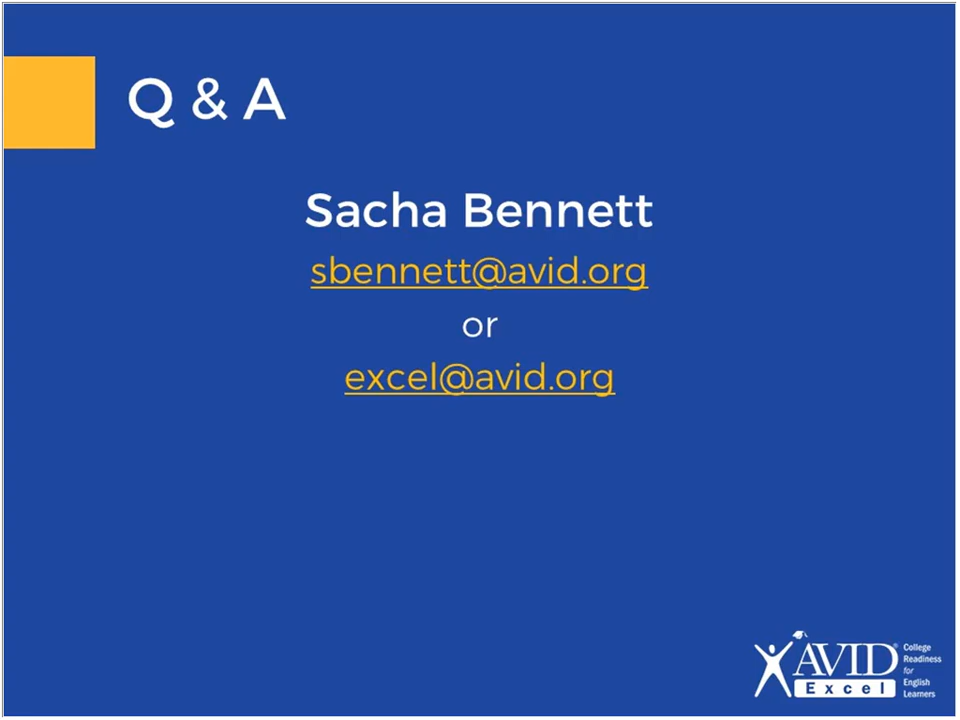 Q & A
Sacha Bennett
sbennett@avid.org
or
excel@avid.org
AVID®
Excel
College
Readiness
for
English
Learners